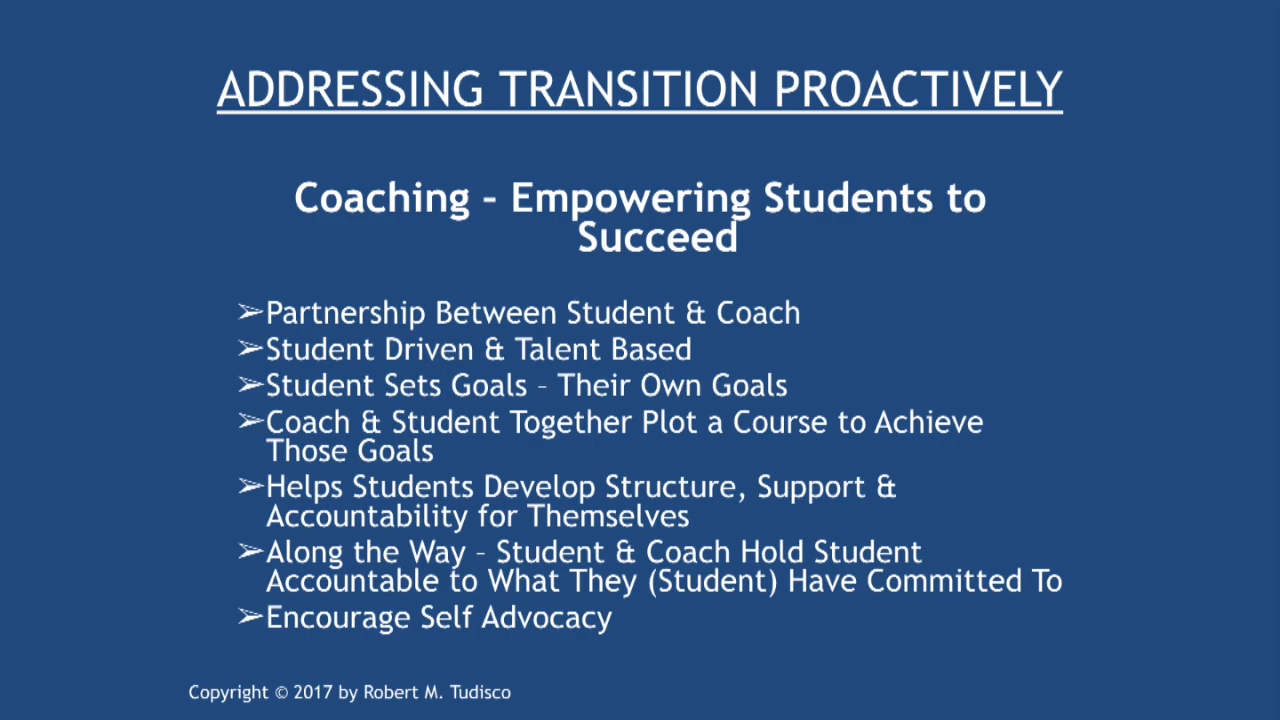 ADDRESSING TRANSITION PROACTIVELY
Coaching – Empowering Students to
Succeed
➢Partnership Between Student & Coach
➢Student Driven & Talent Based
➢Student Sets Goals – Their Own Goals
➢Coach & Student Together Plot a Course to Achieve
Those Goals
➢Helps Students Develop Structure, Support &
Accountability for Themselves
➢Along the Way – Student & Coach Hold Student
Accountable to What They (Student) Have Committed To
➢Encourage Self Advocacy
Copyright © 2017 by Robert M. Tudisco